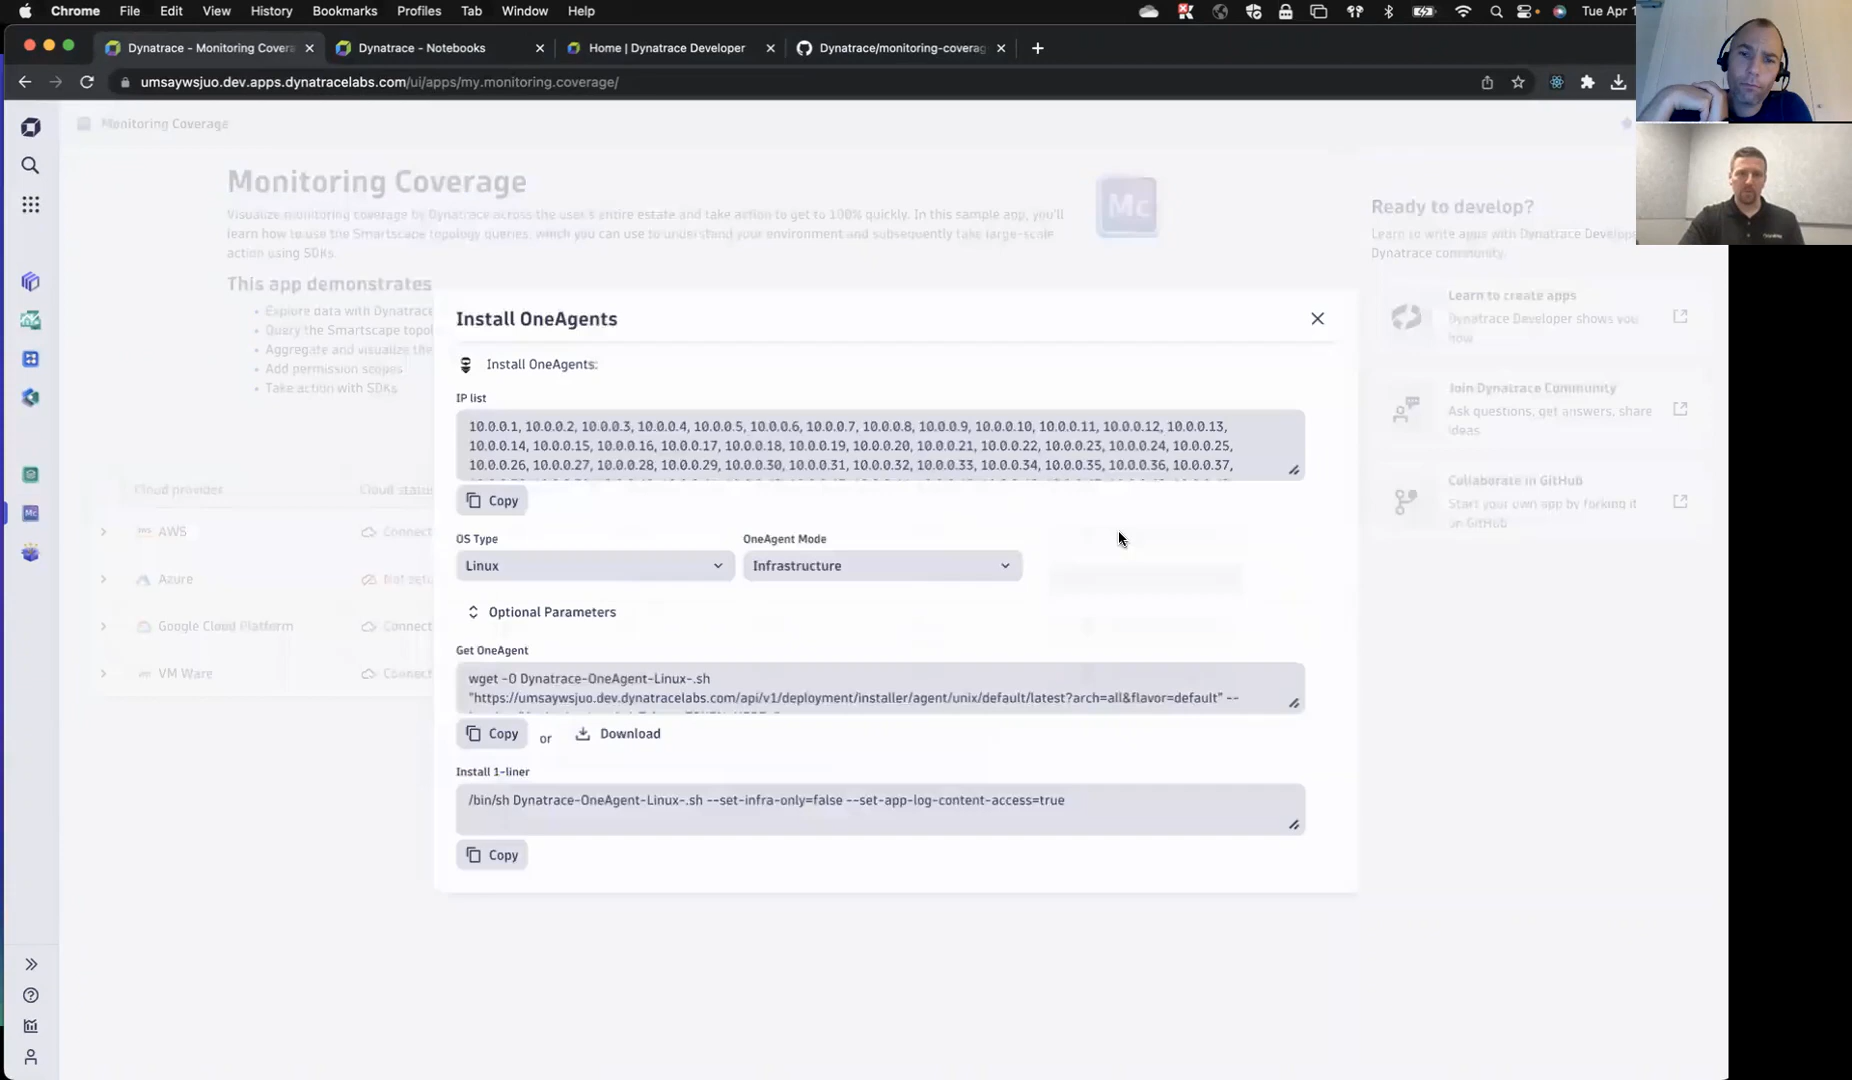 Chrome File Edit View History Bookmarks Profiles Tab Window Help
Tue Apr 1
Dynatrace - Monitoring Covera
Dynatrace - Notebooks
Home | Dynatrace Developer
Dynatrace/monitoring-coverag
umsaywsjuo.dev.apps.dynatracelabs.com/ui/apps/my.monitoring.coverage/
Monitoring Coverage
Monitoring Coverage
Visualize monitoring coverage by Dynatrace across the user's entire estate and take action to get to 100% quickly. In this sample app, you'll
learn how to use the Smartscape topology queries, which you can use to understand your environment and subsequently take large-scale
action using SDKs.
Mc
This app demonstrates
Explore data with Dynatrace
Query the Smartscape topol
Aggregate and visualize the
Add permission scopes
Take action with SDKs
Ready to develop?
Learn to write apps with Dynatrace Develop
Dynatrace community.
Learn to create apps
Dynatrace Developer shows you
how
Join Dynatrace Community
Ask questions, get answers, share
ideas
Collaborate in GitHub
Start your own app by forking it
on GitHub
Cloud provider
Cloud status
AWS
Connect
Azure
Not set
Google Cloud Platform
Connect
VM Ware
Connect
Mc
Install OneAgents
Install OneAgents:
IP list
10.0.0.1, 10.0.0.2, 10.0.0.3, 10.0.0.4, 10.0.0.5, 10.0.0.6, 10.0.0.7, 10.0.0.8, 10.0.0.9, 10.0.0.10, 10.0.0.11, 10.0.0.12, 10.0.0.13,
10.0.0.14, 10.0.0.15, 10.0.0.16, 10.0.0.17, 10.0.0.18, 10.0.0.19, 10.0.0.20, 10.0.0.21, 10.0.0.22, 10.0.0.23, 10.0.0.24, 10.0.0.25,
10.0.0.26, 10.0.0.27, 10.0.0.28, 10.0.0.29, 10.0.0.30, 10.0.0.31, 10.0.0.32, 10.0.0.33, 10.0.0.34, 10.0.0.35, 10.0.0.36, 10.0.0.37,
Copy
OS Type
OneAgent Mode
Linux
Infrastructure
Optional Parameters
Get OneAgent
wget -O Dynatrace-OneAgent-Linux-.sh
"https://umsaywsjuo.dev.dynatracelabs.com/api/v1/deployment/installer/agent/unix/default/latest?arch=all&flavor=default" --
Copy
or
Download
Install 1-liner
/bin/sh Dynatrace-OneAgent-Linux-.sh --set-infra-only=false --set-app-log-content-access=true
Copy